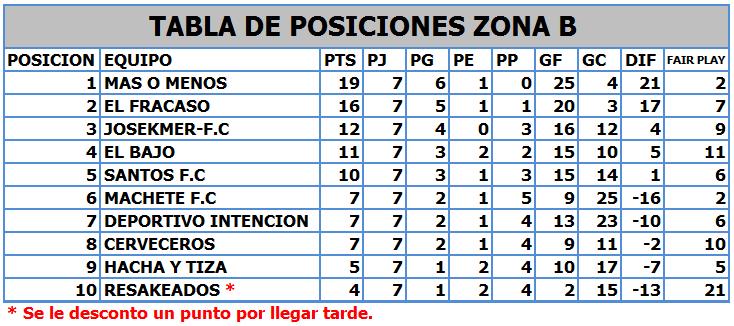 TABLA DE POSICIONES ZONA B
POSICION EQUIPO PTS PJ PG PE PP GF GC DIF FAIR PLAY
1 MAS O MENOS 19 7 6 1 0 25 4 21 2
2 EL FRACASO 16 7 5 1 1 20 3 17 7
3 JOSEKMER-F.C 12 7 4 0 3 16 12 4 9
4 EL BAJO 11 7 3 2 2 15 10 5 11
5 SANTOS F.C 10 7 3 1 3 15 14 1 6
6 MACHETE F.C 7 7 2 1 5 9 25 -16 2
7 DEPORTIVO INTENCION 7 7 2 1 4 13 23 -10 6
8 CERVECEROS 7 7 2 1 4 9 11 -2 10
9 HACHA Y TIZA 5 7 1 2 4 10 17 -7 5
10 RESAKEADOS * 4 7 1 2 4 2 15 -13 21
* Se le desconto un punto por llegar tarde.